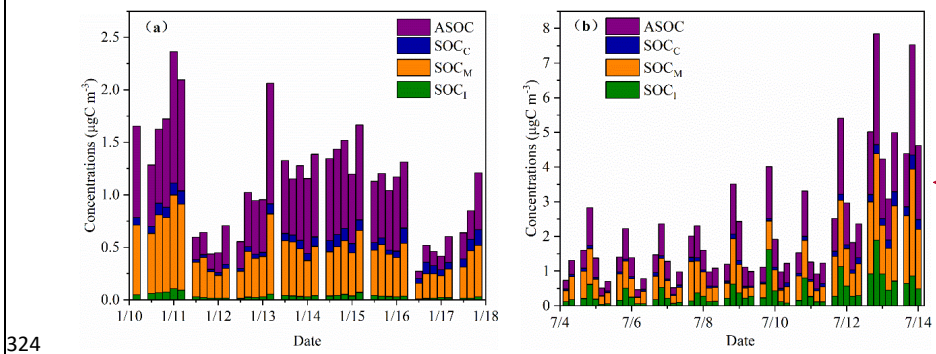 (a)
ASOC
SOC_C
SOC_M
SOC_I
2.5
2.0
1.5
1.0
0.5
0.0
Concentrations (μgC m⁻³)
1/10 1/11 1/12 1/13 1/14 1/15 1/16 1/17 1/18
Date
(b)
ASOC
SOC_C
SOC_M
SOC_I
8
7
6
5
4
3
2
1
0
Concentrations (μgC m⁻³)
7/4 7/6 7/8 7/10 7/12 7/14
Date
324